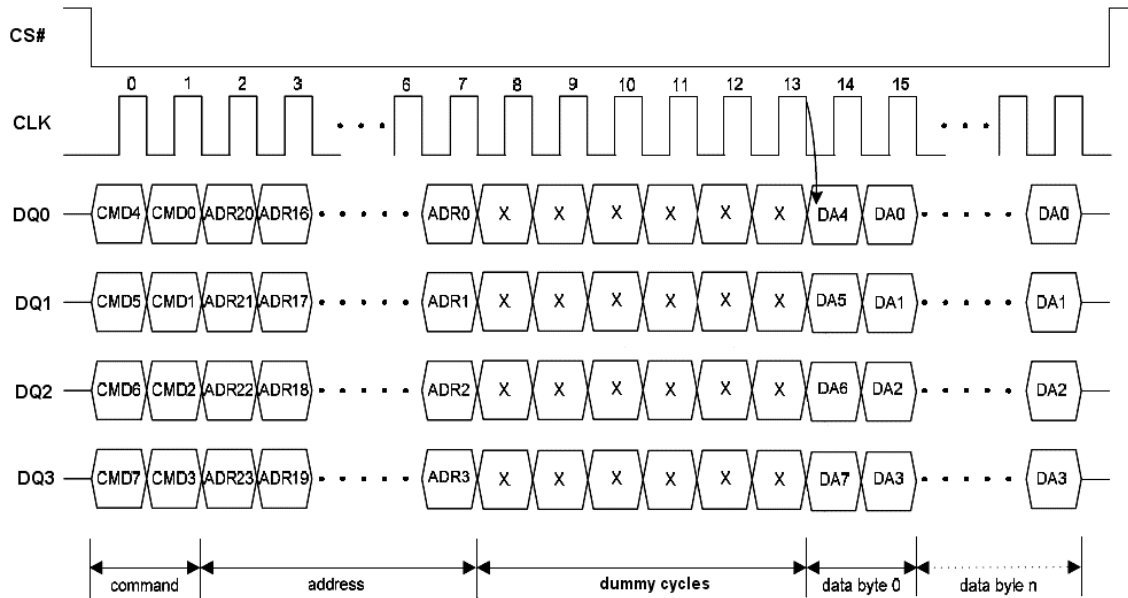 CS#
0 1 2 3 6 7 8 9 10 11 12 13 14 15
CLK
DQ0 CMD4 CMD0 ADR20 ADR16 ADR0 X X X X X X DA4 DA0 DA0
DQ1 CMD5 CMD1 ADR21 ADR17 ADR1 X X X X X X DA5 DA1 DA1
DQ2 CMD6 CMD2 ADR22 ADR18 ADR2 X X X X X X DA6 DA2 DA2
DQ3 CMD7 CMD3 ADR23 ADR19 ADR3 X X X X X X DA7 DA3 DA3
command address dummy cycles data byte 0 data byle n